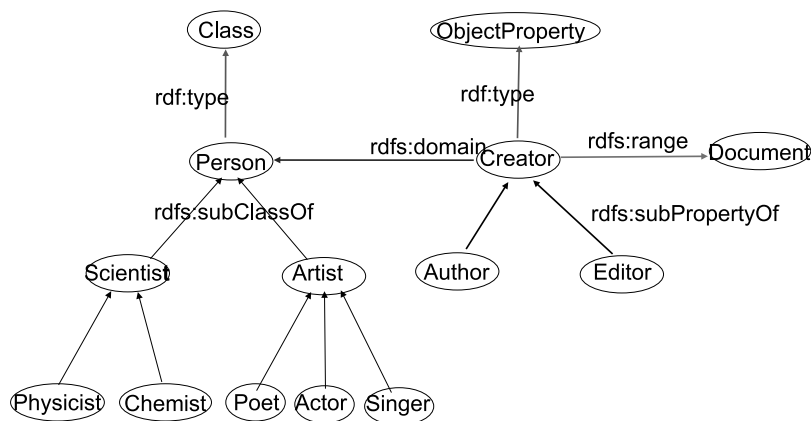 Class
ObjectProperty
rdf:type
rdf:type
rdfs:domain
rdfs:range
Person
Creator
Document
rdfs:subClassOf
rdfs:subPropertyOf
Scientist
Artist
Author
Editor
Physicist
Chemist
Poet
Actor
Singer